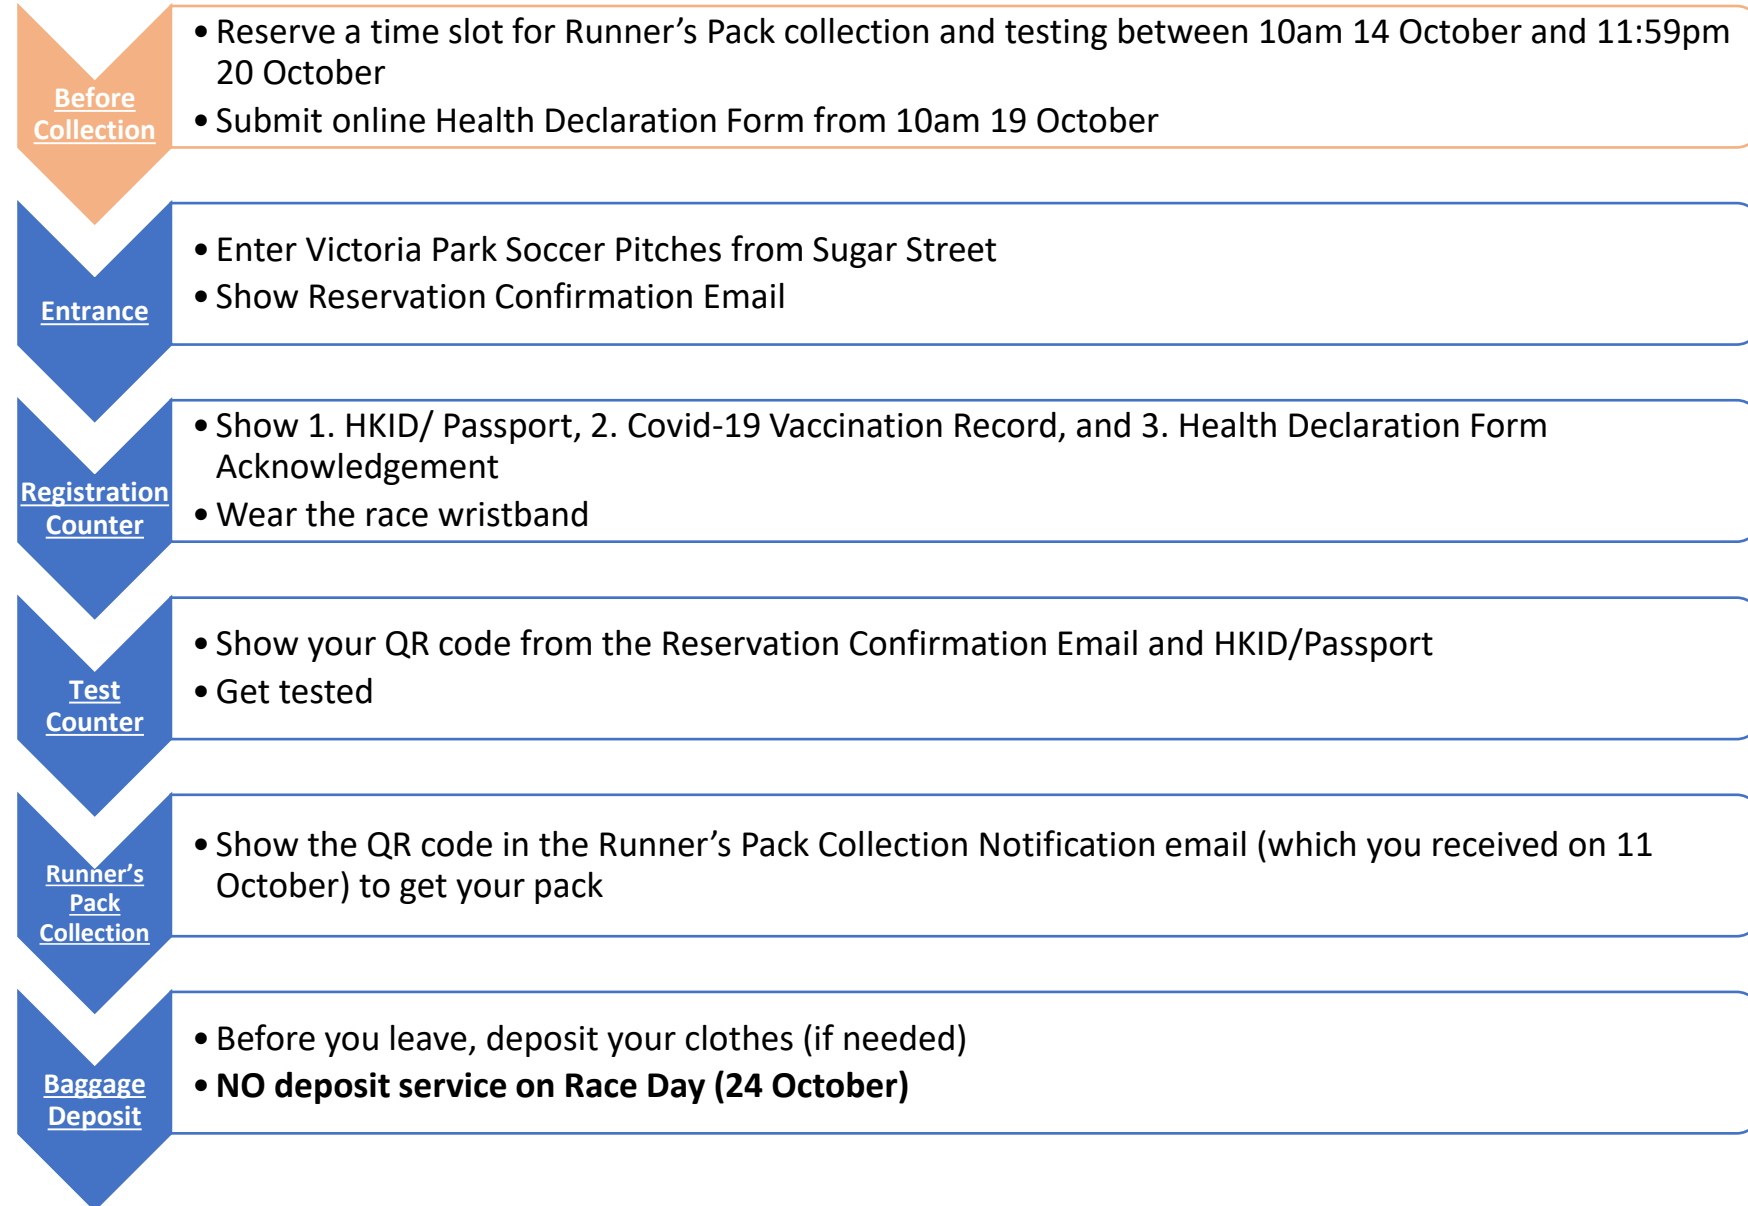 Before
Collection
• Reserve a time slot for Runner's Pack collection and testing between 10am 14 October and 11:59pm
20 October
• Submit online Health Declaration Form from 10am 19 October
Entrance
• Enter Victoria Park Soccer Pitches from Sugar Street
• Show Reservation Confirmation Email
Registration
Counter
• Show 1. HKID/ Passport, 2. Covid-19 Vaccination Record, and 3. Health Declaration Form
Acknowledgement
• Wear the race wristband
Test
Counter
• Show your QR code from the Reservation Confirmation Email and HKID/Passport
• Get tested
Runner's
Pack
Collection
• Show the QR code in the Runner's Pack Collection Notification email (which you received on 11
October) to get your pack
Baggage
Deposit
• Before you leave, deposit your clothes (if needed)
• NO deposit service on Race Day (24 October)